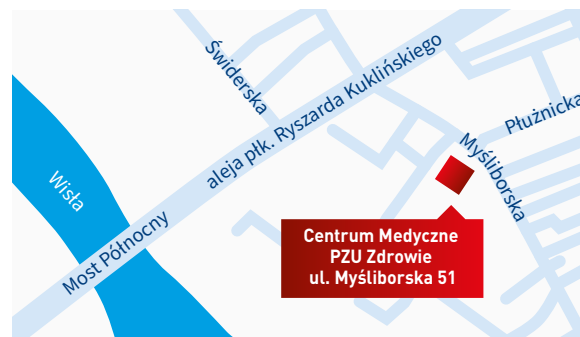 Świderska
aleja płk. Ryszarda Kuklińskiego
Płużnicka
Myśliborska
Wisła
Most Północny
Centrum Medyczne
PZU Zdrowie
ul. Myśliborska 51